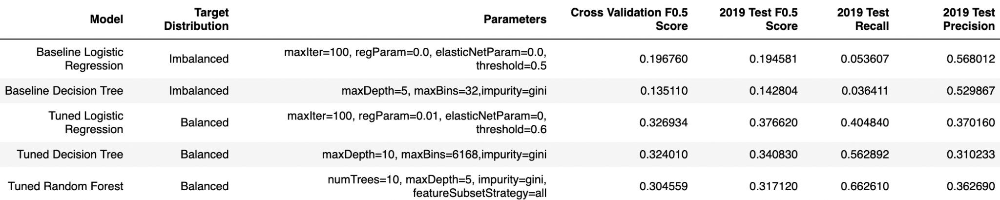 Model Target Distribution Parameters Cross Validation F0.5 Score 2019 Test F0.5 Score 2019 Test Recall 2019 Test Precision
Baseline Logistic Regression Imbalanced maxIter=100, regParam=0.0, elasticNetParam=0.0, threshold=0.5 0.196760 0.194581 0.053607 0.568012
Baseline Decision Tree Imbalanced maxDepth=5, maxBins=32,impurity=gini 0.135110 0.142804 0.036411 0.529867
Tuned Logistic Regression Balanced maxIter=100, regParam=0.01, elasticNetParam=0, threshold=0.6 0.326934 0.376620 0.404840 0.370160
Tuned Decision Tree Balanced maxDepth=10, maxBins=6168,impurity=gini 0.324010 0.340830 0.562892 0.310233
Tuned Random Forest Balanced numTrees=10, maxDepth=5, impurity=gini, featureSubsetStrategy=all 0.304559 0.317120 0.662610 0.362690